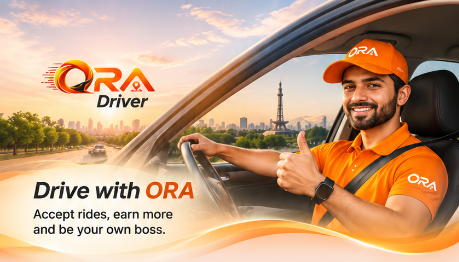 ORA
Driver
ORA
ORA
Drive with ORA
Accept rides, earn more
and be your own boss.